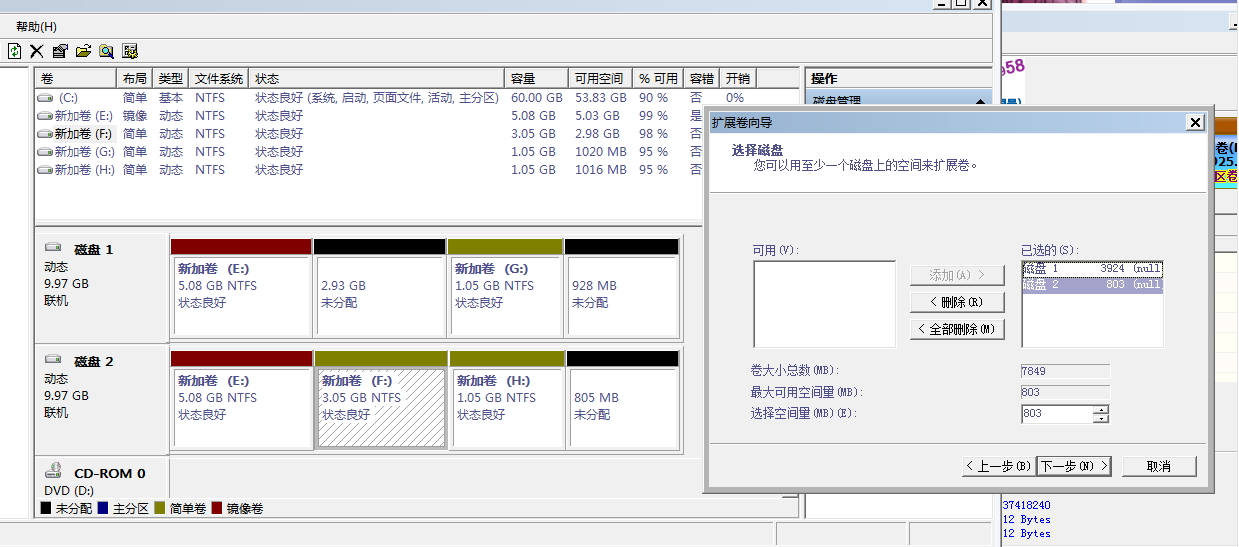 帮助(H)
958
卷 布局 类型 文件系统 状态 容量 可用空间 % 可用 容错 开销
(C:) 简单 基本 NTFS 状态良好 (系统, 启动, 页面文件, 活动, 主分区) 60.00 GB 53.83 GB 90 % 否 0%
新加卷 (E:) 镜像 动态 NTFS 状态良好 5.08 GB 5.03 GB 99 % 是
新加卷 (F:) 简单 动态 NTFS 状态良好 3.05 GB 2.98 GB 98 % 否
新加卷 (G:) 简单 动态 NTFS 状态良好 1.05 GB 1020 MB 95 % 否
新加卷 (H:) 简单 动态 NTFS 状态良好 1.05 GB 1016 MB 95 % 否
操作
磁盘管理
磁盘 1
动态
9.97 GB
联机
新加卷 (E:)
5.08 GB NTFS
状态良好
2.93 GB
未分配
新加卷 (G:)
1.05 GB NTFS
状态良好
928 MB
未分配
磁盘 2
动态
9.97 GB
联机
新加卷 (E:)
5.08 GB NTFS
状态良好
新加卷 (F:)
3.05 GB NTFS
状态良好
新加卷 (H:)
1.05 GB NTFS
状态良好
805 MB
未分配
CD-ROM 0
DVD (D:)
未分配 主分区 简单卷 镜像卷
扩展卷向导
选择磁盘
您可以用至少一个磁盘上的空间来扩展卷。
可用(V):
已选的(S):
添加(A) >
< 删除(R)
< 全部删除(M)
磁盘 1 3924 (null
磁盘 2 803 (null
卷大小总数(MB): 7849
最大可用空间量(MB): 803
选择空间量(MB)(E): 803
< 上一步(B) 下一步(N) > 取消
025.
区卷
37418240
12 Bytes
12 Bytes